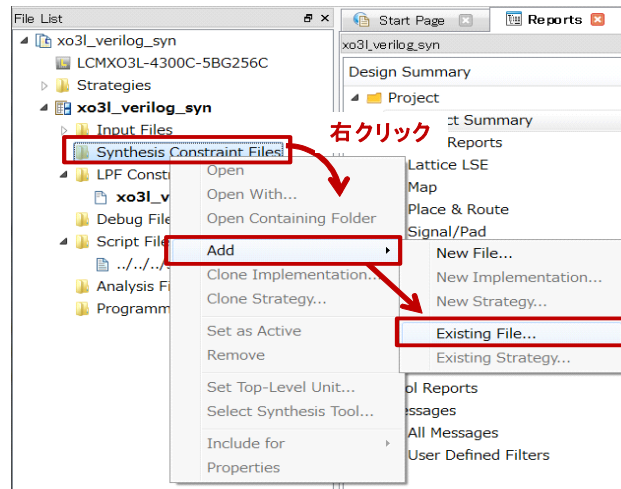 File List
Start Page
Reports
xo3l_verilog_syn
xo3l_verilog_syn
LCMXO3L-4300C-5BG256C
Strategies
xo3l_verilog_syn
Input Files
Synthesis Constraint Files
LPF Const
xo3l_v
Debug File
Script File
../../../
Analysis Fi
Programm
Design Summary
Project
ct Summary
Reports
Lattice LSE
Map
Place & Route
Signal/Pad
右クリック
Open
Open With...
Open Containing Folder
Add
Clone Implementation...
Clone Strategy...
Set as Active
Remove
Set Top-Level Unit...
Select Synthesis Tool...
Include for
Properties
New File...
New Implementation...
New Strategy...
Existing File...
Existing Strategy...
ol Reports
essages
All Messages
User Defined Filters